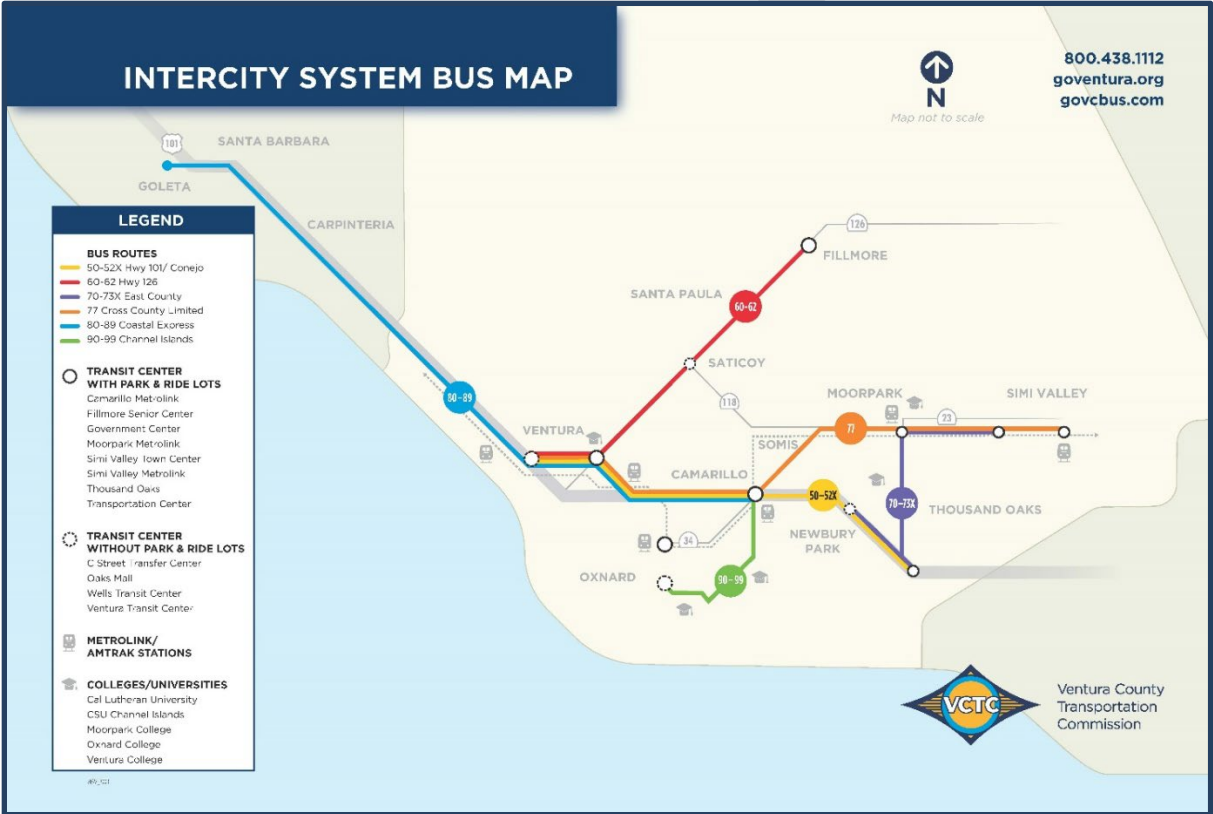 INTERCITY SYSTEM BUS MAP
N
Map not to scale
800.438.1112
goventura.org
govcbus.com
101
SANTA BARBARA
GOLETA
CARPINTERIA
LEGEND
BUS ROUTES
50-52X Hwy 101/ Conejo
60-62 Hwy 126
70-73X East County
77 Cross County Limited
80-89 Coastal Express
90-99 Channel Islands
TRANSIT CENTER
WITH PARK & RIDE LOTS
Camarillo Metrolink
Fillmore Senior Center
Government Center
Moorpark Metrolink
Simi Valley Town Center
Simi Valley Metrolink
Thousand Oaks
Transportation Center
TRANSIT CENTER
WITHOUT PARK & RIDE LOTS
C Street Transfer Center
Oaks Mall
Wells Transit Center
Ventura Transit Center
METROLINK/
AMTRAK STATIONS
COLLEGES/UNIVERSITIES
Cal Lutheran University
CSU Channel Islands
Moorpark College
Oxnard College
Ventura College
126
FILLMORE
SANTA PAULA
60-62
SATICOY
118
80-89
VENTURA
MOORPARK
SIMI VALLEY
23
77
SOMIS
CAMARILLO
50-52X
70-73X
THOUSAND OAKS
NEWBURY
PARK
34
OXNARD
90-99
VCTC
Ventura County
Transportation
Commission